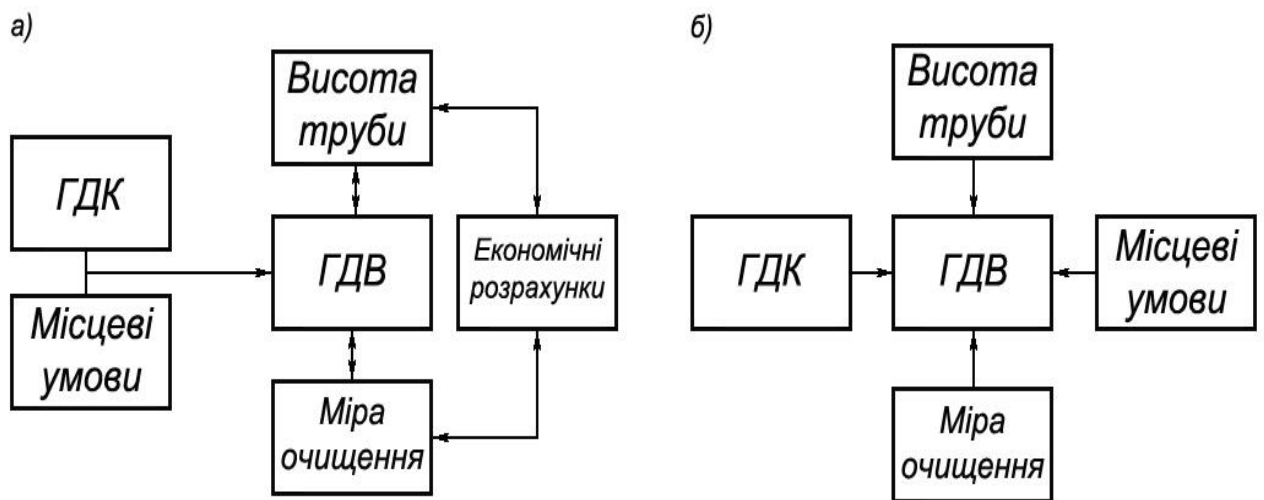 а)
Висота
труби
ГДК
ГДВ
Економічні
розрахунки
Місцеві
умови
Міра
очищення
б)
Висота
труби
ГДК
ГДВ
Місцеві
умови
Міра
очищення